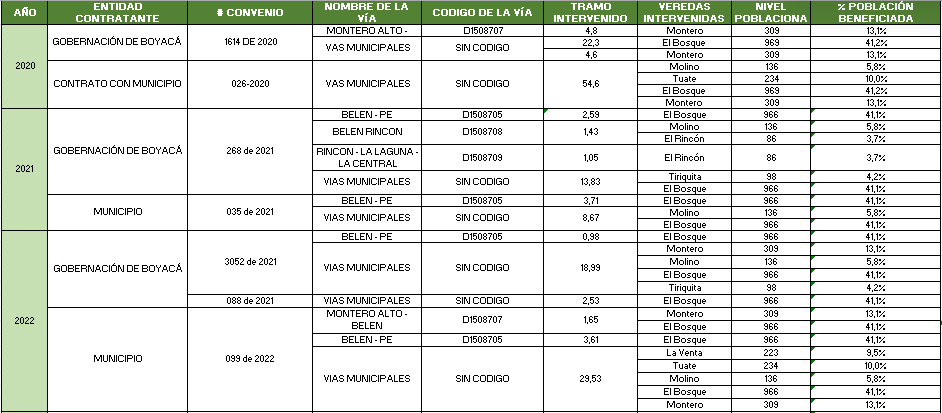 AÑO ENTIDAD CONTRATANTE # CONVENIO NOMBRE DE LA VÍA CODIGO DE LA VÍA TRAMO INTERVENIDO VEREDAS INTERVENIDAS NIVEL POBLACIONA % POBLACIÓN BENEFICIADA
2020 GOBERNACIÓN DE BOYACÁ 1614 DE 2020 MONTERO ALTO - D1508707 4,8 Montero 309 13,1%
VAS MUNICIPALES SIN CODIGO 22,3 El Bosque 969 41,2%
4,6 Montero 309 13,1%
CONTRATO CON MUNICIPIO 026-2020 VAS MUNICIPALES SIN CODIGO 54,6 Molino 136 5,8%
Tuate 234 10,0%
El Bosque 969 41,2%
Montero 309 13,1%
2021 GOBERNACIÓN DE BOYACÁ 268 de 2021 BELEN - PE D1508705 2,59 El Bosque 966 41,1%
BELEN RINCON D1508708 1,43 Molino 136 5,8%
El Rincón 86 3,7%
RINCON - LA LAGUNA - LA CENTRAL D1508709 1,05 El Rincón 86 3,7%
VIAS MUNICIPALES SIN CODIGO 13,83 Tiriquita 98 4,2%
El Bosque 966 41,1%
MUNICIPIO 035 de 2021 BELEN - PE D1508705 3,71 El Bosque 966 41,1%
VIAS MUNICIPALES SIN CODIGO 8,67 Molino 136 5,8%
El Bosque 966 41,1%
2022 GOBERNACIÓN DE BOYACÁ 3052 de 2021 BELEN - PE D1508705 0,98 El Bosque 966 41,1%
VIAS MUNICIPALES SIN CODIGO 18,99 Montero 309 13,1%
Molino 136 5,8%
El Bosque 966 41,1%
Tiriquita 98 4,2%
088 de 2021 VIAS MUNICIPALES SIN CODIGO 2,53 El Bosque 966 41,1%
MUNICIPIO 099 de 2022 MONTERO ALTO - BELEN D1508707 1,65 Montero 309 13,1%
El Bosque 966 41,1%
BELEN - PE D1508705 3,61 El Bosque 966 41,1%
VIAS MUNICIPALES SIN CODIGO 29,53 La Venta 223 9,5%
Tuate 234 10,0%
Molino 136 5,8%
El Bosque 966 41,1%
Montero 309 13,1%